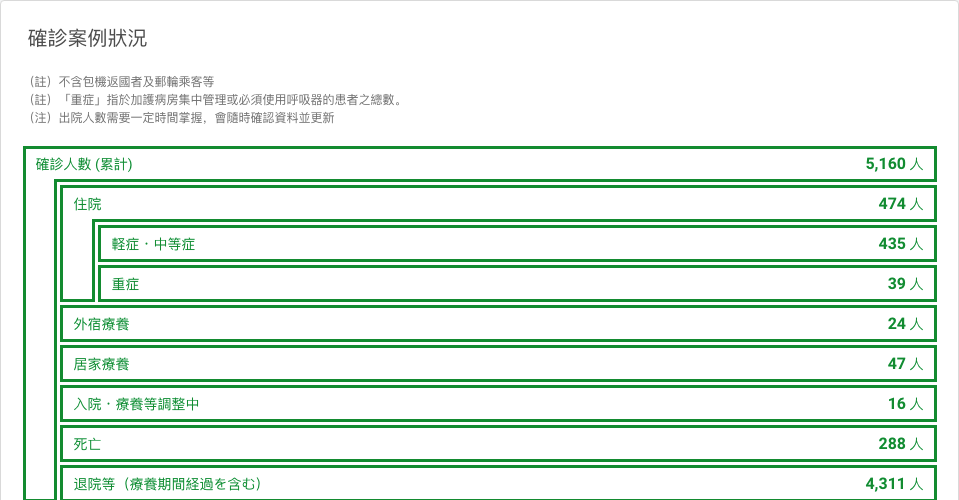 確診案例狀況
（註）不含包機返國者及郵輪乘客等
（註）「重症」指於加護病房集中管理或必須使用呼吸器的患者之總數。
（注）出院人數需要一定時間掌握，會隨時確認資料並更新
確診人數 (累計) 5,160 人
住院 474 人
軽症・中等症 435 人
重症 39 人
外宿療養 24 人
居家療養 47 人
入院・療養等調整中 16 人
死亡 288 人
退院等（療養期間経過を含む） 4,311 人